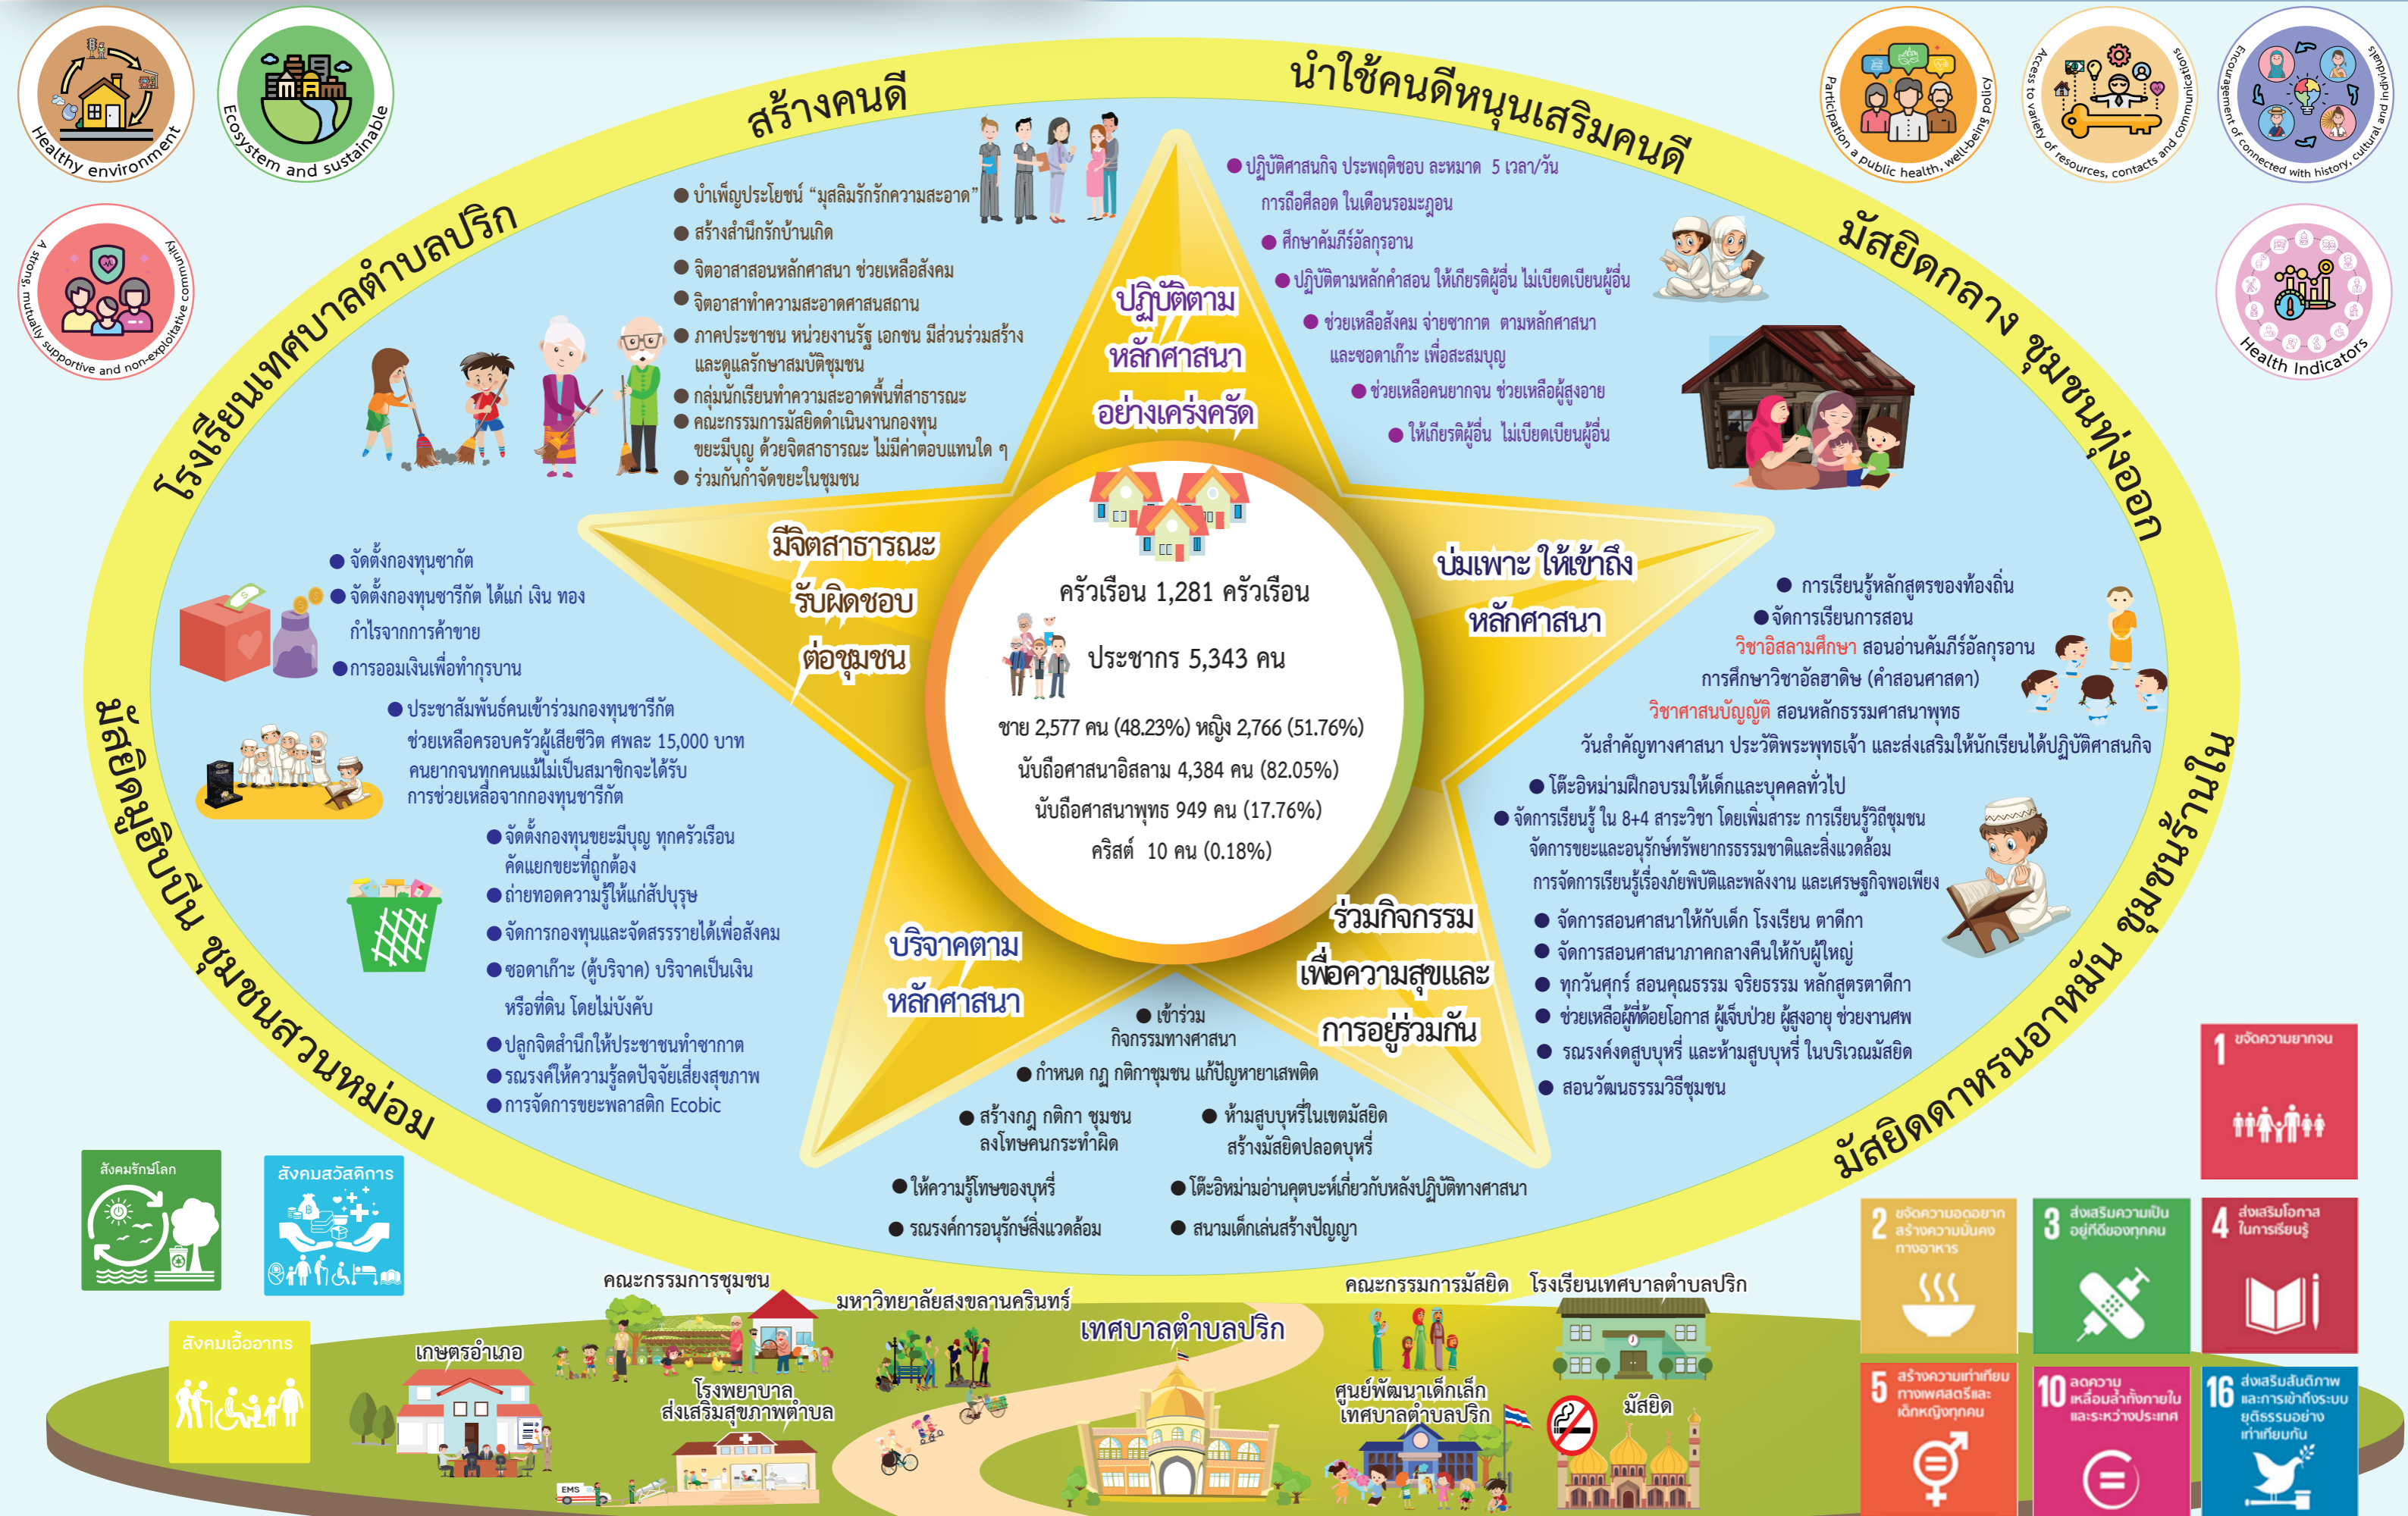 Healthy environment
Ecosystem and sustainable
A strong, mutually supportive and non-exploitative community
Participation a public health, well-being policy
Access to variety of resources, contacts and communications
Encouragement of connected with history, cultural and individuals
Health Indicators
สร้างคนดี
นำใช้คนดีหนุนเสริมคนดี
โรงเรียนเทศบาลตำบลปริก
มัสยิดกลาง ชุมชนทุ่งออก
มัสยิดมูฮิบบีน ชุมชนสวนหม่อม
มัสยิดดาหรนอาหมัน ชุมชนร้านใน
ปฏิบัติตาม
หลักศาสนา
อย่างเคร่งครัด
● ปฏิบัติศาสนกิจ ประพฤติชอบ ละหมาด 5 เวลา/วัน
การถือศีลอด ในเดือนรอมะฎอน
● ศึกษาคัมภีร์อัลกุรอาน
● ปฏิบัติตามหลักคำสอน ให้เกียรติผู้อื่น ไม่เบียดเบียนผู้อื่น
● ช่วยเหลือสังคม จ่ายซากาต ตามหลักศาสนา
และซอดาเก๊าะ เพื่อสะสมบุญ
● ช่วยเหลือคนยากจน ช่วยเหลือผู้สูงอาย
● ให้เกียรติผู้อื่น ไม่เบียดเบียนผู้อื่น
● บำเพ็ญประโยชน์ “มุสลิมรักรักความสะอาด”
● สร้างสำนึกรักบ้านเกิด
● จิตอาสาสอนหลักศาสนา ช่วยเหลือสังคม
● จิตอาสาทำความสะอาดศาสนสถาน
● ภาคประชาชน หน่วยงานรัฐ เอกชน มีส่วนร่วมสร้าง
และดูแลรักษาสมบัติชุมชน
● กลุ่มนักเรียนทำความสะอาดพื้นที่สาธารณะ
● คณะกรรมการมัสยิดดำเนินงานกองทุน
ขยะมีบุญ ด้วยจิตสาธารณะ ไม่มีค่าตอบแทนใด ๆ
● ร่วมกันกำจัดขยะในชุมชน
มีจิตสาธารณะ
รับผิดชอบ
ต่อชุมชน
บ่มเพาะ ให้เข้าถึง
หลักศาสนา
ครัวเรือน 1,281 ครัวเรือน
ประชากร 5,343 คน
ชาย 2,577 คน (48.23%) หญิง 2,766 (51.76%)
นับถือศาสนาอิสลาม 4,384 คน (82.05%)
นับถือศาสนาพุทธ 949 คน (17.76%)
คริสต์ 10 คน (0.18%)
● จัดตั้งกองทุนซากัต
● จัดตั้งกองทุนซารีกัต ได้แก่ เงิน ทอง
กำไรจากการค้าขาย
● การออมเงินเพื่อทำกุรบาน
● ประชาสัมพันธ์คนเข้าร่วมกองทุนซารีกัต
ช่วยเหลือครอบครัวผู้เสียชีวิต ศพละ 15,000 บาท
คนยากจนทุกคนแม้ไม่เป็นสมาชิกจะได้รับ
การช่วยเหลือจากกองทุนซารีกัต
● จัดตั้งกองทุนขยะมีบุญ ทุกครัวเรือน
คัดแยกขยะที่ถูกต้อง
● ถ่ายทอดความรู้ให้แก่สัปบุรุษ
● จัดการกองทุนและจัดสรรรายได้เพื่อสังคม
● ซอดาเก๊าะ (ตู้บริจาค) บริจาคเป็นเงิน
หรือที่ดิน โดยไม่บังคับ
● ปลูกจิตสำนึกให้ประชาชนทำซากาต
● รณรงค์ให้ความรู้ลดปัจจัยเสี่ยงสุขภาพ
● การจัดการขยะพลาสติก Ecobic
● การเรียนรู้หลักสูตรของท้องถิ่น
● จัดการเรียนการสอน
วิชาอิสลามศึกษา สอนอ่านคัมภีร์อัลกุรอาน
การศึกษาวิชาอัลฮาดิษ (คำสอนศาสดา)
วิชาศาสนบัญญัติ สอนหลักธรรมศาสนาพุทธ
วันสำคัญทางศาสนา ประวัติพระพุทธเจ้า และส่งเสริมให้นักเรียนได้ปฏิบัติศาสนกิจ
● โต๊ะอิหม่ามฝึกอบรมให้เด็กและบุคคลทั่วไป
● จัดการเรียนรู้ ใน 8+4 สาระวิชา โดยเพิ่มสาระ การเรียนรู้วิถีชุมชน
จัดการขยะและอนุรักษ์ทรัพยากรธรรมชาติและสิ่งแวดล้อม
การจัดการเรียนรู้เรื่องภัยพิบัติและพลังงาน และเศรษฐกิจพอเพียง
● จัดการสอนศาสนาให้กับเด็ก โรงเรียน ตาดีกา
● จัดการสอนศาสนาภาคกลางคืนให้กับผู้ใหญ่
● ทุกวันศุกร์ สอนคุณธรรม จริยธรรม หลักสูตรตาดีกา
● ช่วยเหลือผู้ที่ด้อยโอกาส ผู้เจ็บป่วย ผู้สูงอายุ ช่วยงานศพ
● รณรงค์งดสูบบุหรี่ และห้ามสูบบุหรี่ ในบริเวณมัสยิด
● สอนวัฒนธรรมวิธีชุมชน
บริจาคตาม
หลักศาสนา
ร่วมกิจกรรม
เพื่อความสุขและ
การอยู่ร่วมกัน
● เข้าร่วม
กิจกรรมทางศาสนา
● กำหนด กฏ กติกาชุมชน แก้ปัญหายาเสพติด
● สร้างกฎ กติกา ชุมชน
ลงโทษคนกระทำผิด
● ห้ามสูบบุหรี่ในเขตมัสยิด
สร้างมัสยิดปลอดบุหรี่
● ให้ความรู้โทษของบุหรี่
● โต๊ะอิหม่ามอ่านคุตบะห์เกี่ยวกับหลังปฏิบัติทางศาสนา
● รณรงค์การอนุรักษ์สิ่งแวดล้อม
● สนามเด็กเล่นสร้างปัญญา
สังคมรักษ์โลก
สังคมสวัสดิการ
สังคมเอื้ออาทร
เกษตรอำเภอ
คณะกรรมการชุมชน
โรงพยาบาล
ส่งเสริมสุขภาพตำบล
EMS
มหาวิทยาลัยสงขลานครินทร์
เทศบาลตำบลปริก
คณะกรรมการมัสยิด
โรงเรียนเทศบาลตำบลปริก
ศูนย์พัฒนาเด็กเล็ก
เทศบาลตำบลปริก
มัสยิด
1 ขจัดความยากจน
2 ขจัดความอดอยาก
สร้างความมั่นคง
ทางอาหาร
3 ส่งเสริมความเป็น
อยู่ที่ดีของทุกคน
4 ส่งเสริมโอกาส
ในการเรียนรู้
5 สร้างความเท่าเทียม
ทางเพศสตรีและ
เด็กหญิงทุกคน
10 ลดความ
เหลื่อมล้ำทั้งภายใน
และระหว่างประเทศ
16 ส่งเสริมสันติภาพ
และการเข้าถึงระบบ
ยุติธรรมอย่าง
เท่าเทียมกัน